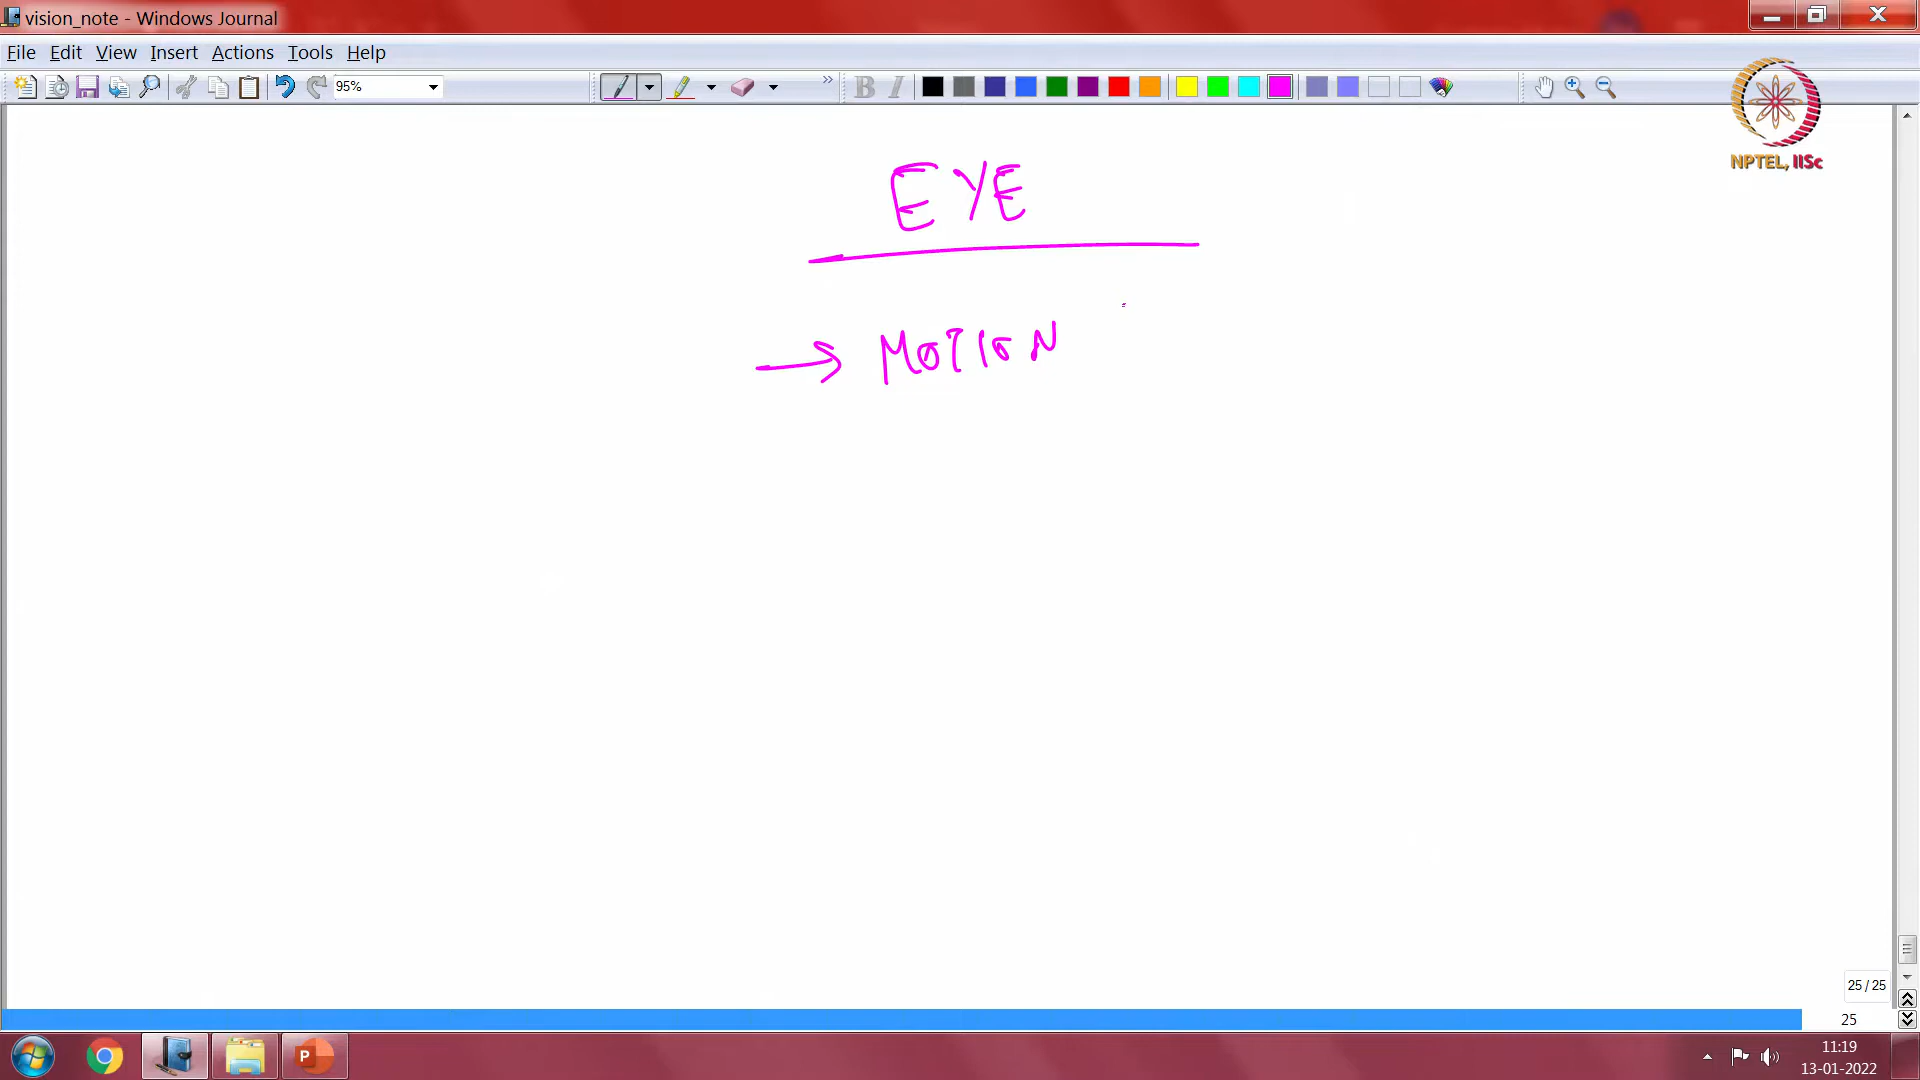 vision_note - Windows Journal
File Edit View Insert Actions Tools Help
95%
B I
NPTEL, IISc
EYE
→ MOTION
25 / 25
25
P
11:19
13-01-2022